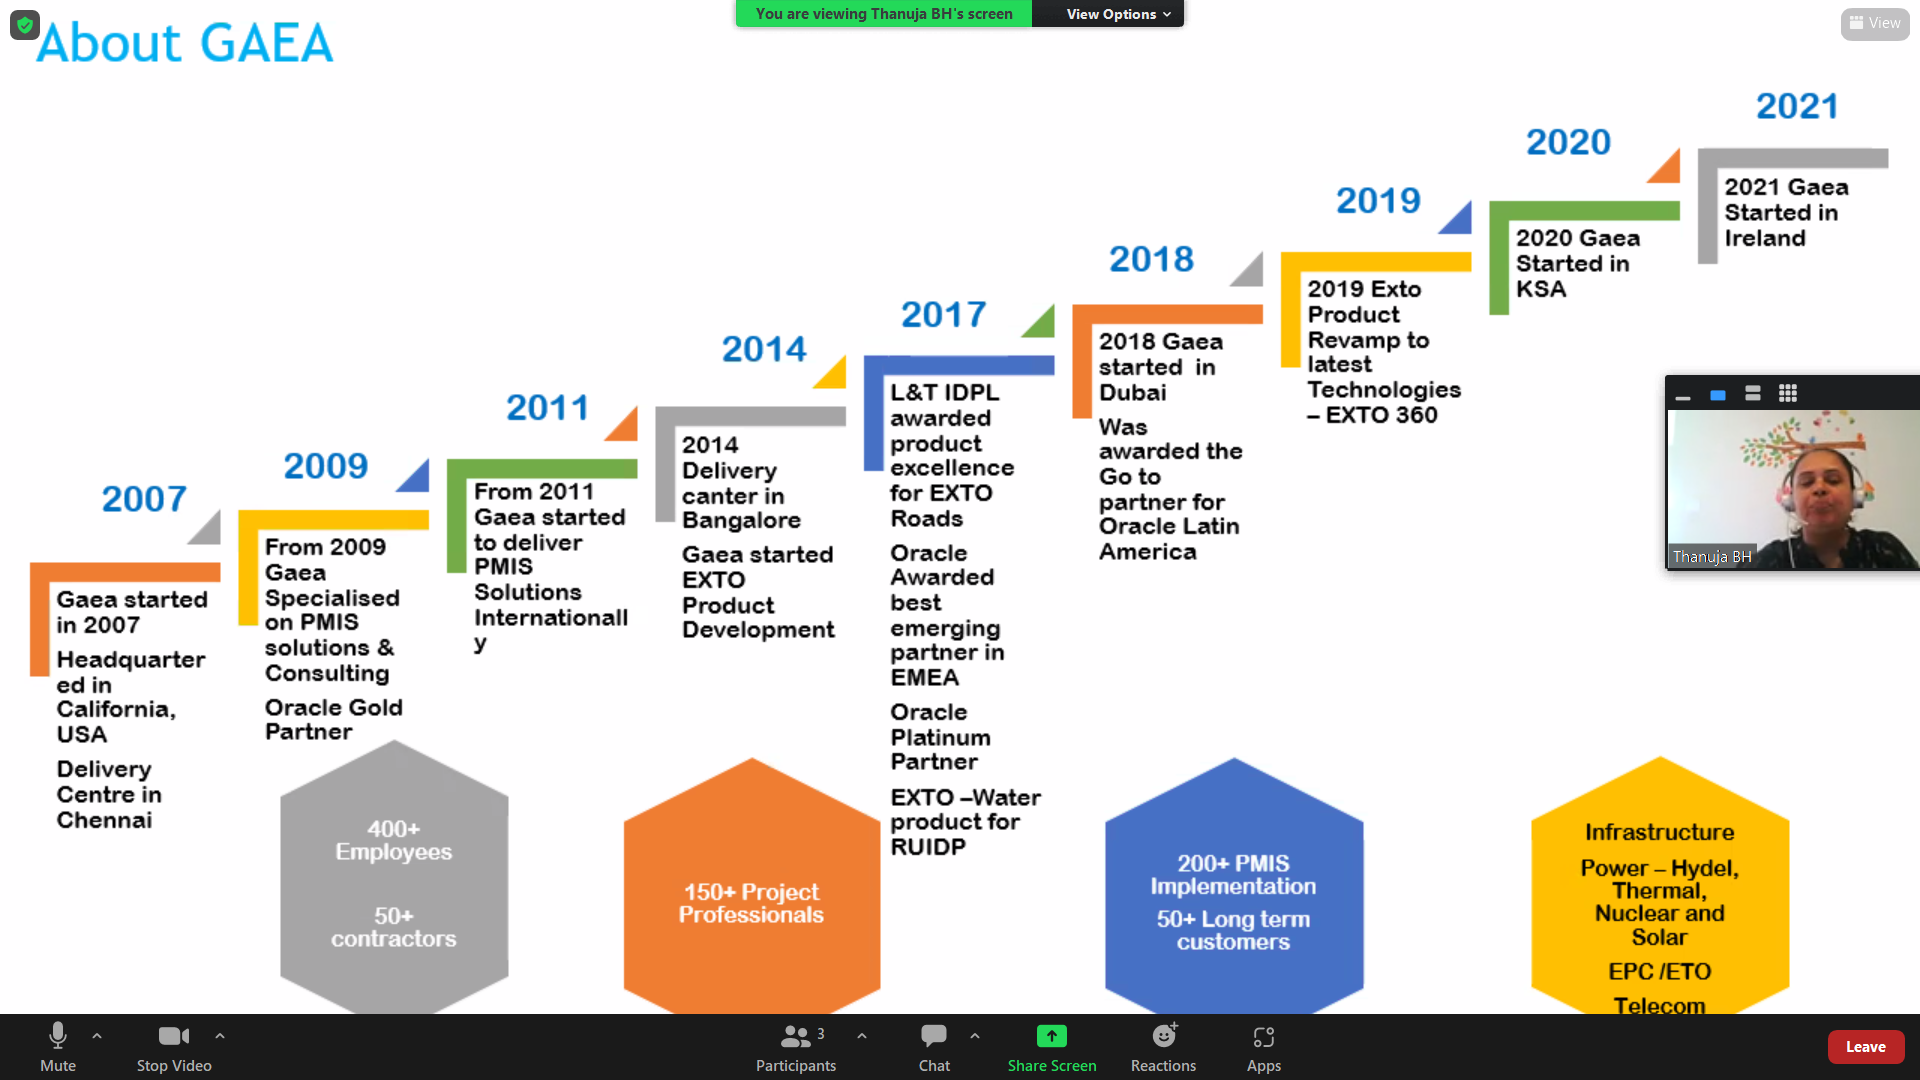 You are viewing Thanuja BH's screen
View Options
View
About GAEA
2007
Gaea started
in 2007
Headquarter
ed in
California,
USA
Delivery
Centre in
Chennai
2009
From 2009
Gaea
Specialised
on PMIS
solutions &
Consulting
Oracle Gold
Partner
2011
From 2011
Gaea started
to deliver
PMIS
Solutions
Internationall
y
2014
2014
Delivery
canter in
Bangalore
Gaea started
EXTO
Product
Development
2017
L&T IDPL
awarded
product
excellence
for EXTO
Roads
Oracle
Awarded
best
emerging
partner in
EMEA
Oracle
Platinum
Partner
EXTO –Water
product for
RUIDP
2018
2018 Gaea
started in
Dubai
Was
awarded the
Go to
partner for
Oracle Latin
America
2019
2019 Exto
Product
Revamp to
latest
Technologies
– EXTO 360
2020
2020 Gaea
Started in
KSA
2021
2021 Gaea
Started in
Ireland
Thanuja BH
400+
Employees
50+
contractors
150+ Project
Professionals
200+ PMIS
Implementation
50+ Long term
customers
Infrastructure
Power – Hydel,
Thermal,
Nuclear and
Solar
EPC /ETO
Telecom
Mute
Stop Video
Participants
3
Chat
Share Screen
Reactions
Apps
Leave